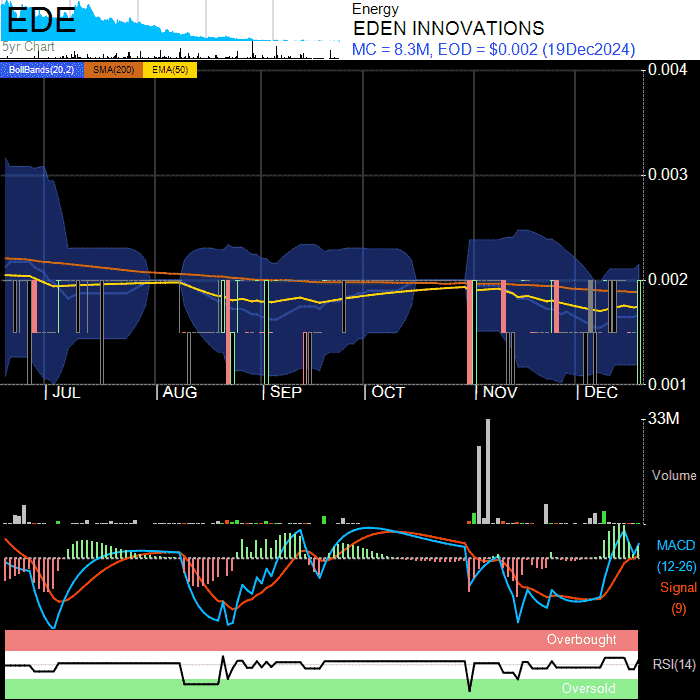 EDE
5yr Chart
Energy
EDEN INNOVATIONS
MC = 8.3M, EOD = $0.002 (19Dec2024)
BollBands(20,2) SMA(200) EMA(50)
0.004
0.003
0.002
0.001
JUL AUG SEP OCT NOV DEC
33M
Volume
MACD
(12-26)
Signal
(9)
Overbought
RSI(14)
Oversold